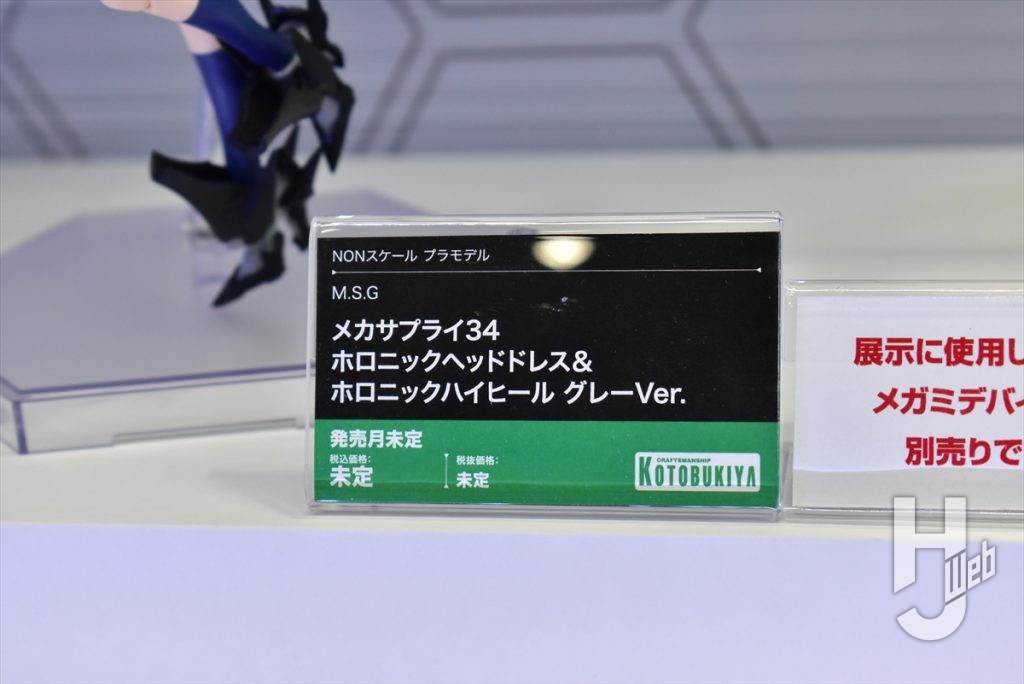 NONスケール プラモデル
M.S.G
メカサプライ34
ホロニックヘッドドレス&
ホロニックハイヒール グレーVer.
発売月未定
税込価格:
未定
税抜価格:
未定
CRAFTSMANSHIP
KOTOBUKIYA
展示に使用し
メガミデバイ
別売りで
HJ Web